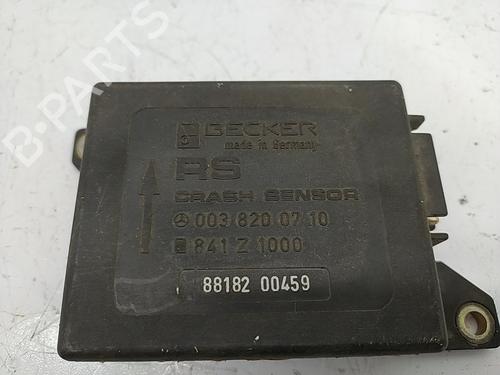 B-PARTS
BECKER
made in Germany
RS
CRASH SENSOR
003 820 07 10
841 Z 1000
88182 00459